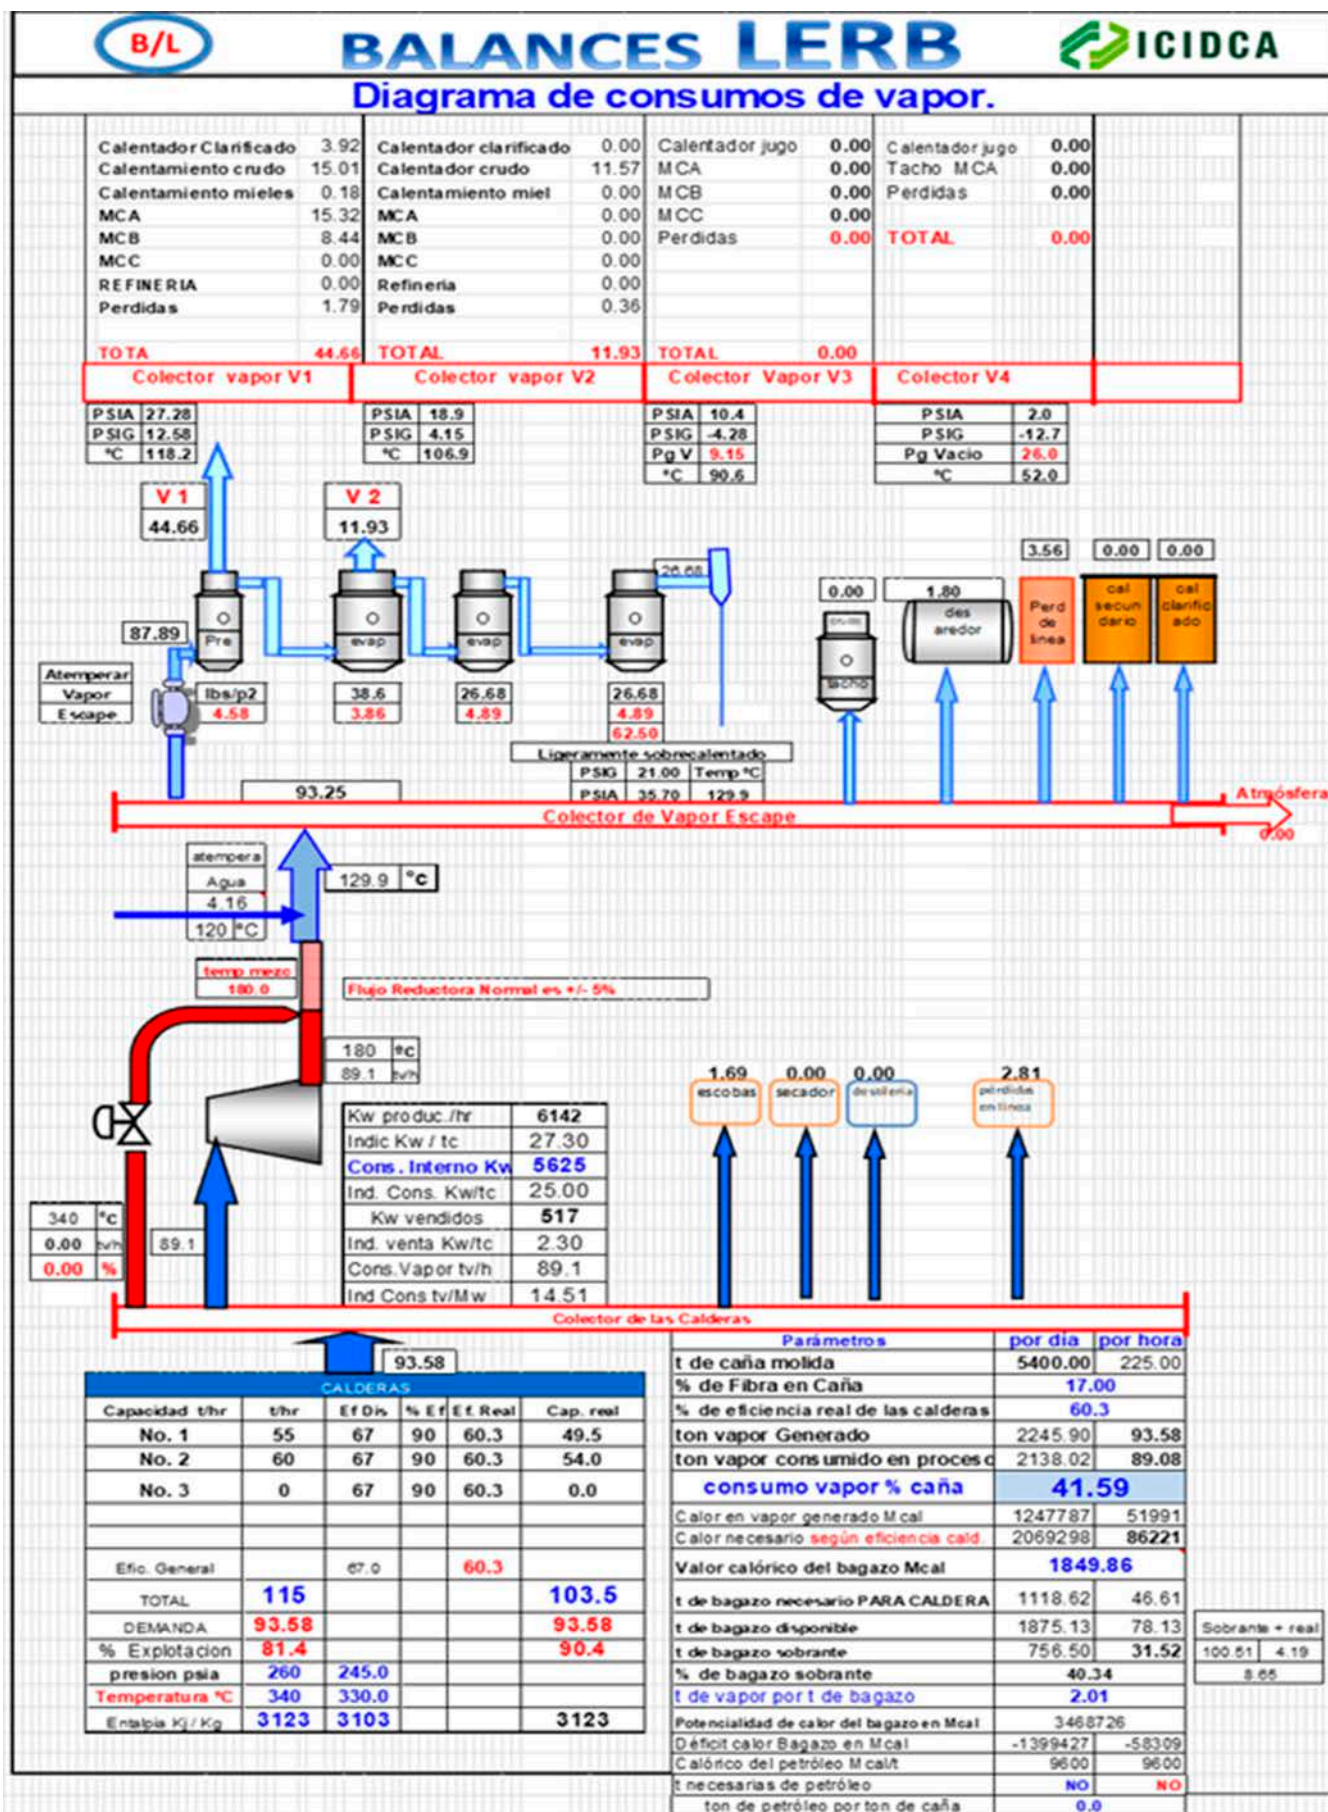 B/L BALANCES LERB ICIDCA
Diagrama de consumos de vapor.
Calentador Clarificado 3.92 Calentador clarificado 0.00 Calentador jugo 0.00 Calentador jugo 0.00
Calentamiento crudo 15.01 Calentador crudo 11.57 MCA 0.00 Tacho MCA 0.00
Calentamiento mieles 0.18 Calentamiento miel 0.00 MCB 0.00 Perdidas 0.00
MCA 15.32 MCA 0.00 MCC 0.00
MCB 8.44 MCB 0.00 Perdidas 0.00 TOTAL 0.00
MCC 0.00 MCC 0.00
REFINERIA 0.00 Refineria 0.00
Perdidas 1.79 Perdidas 0.36
TOTA 44.66 TOTAL 11.93 TOTAL 0.00
Colector vapor V1 Colector vapor V2 Colector Vapor V3 Colector V4
PSIA 27.28 PSIA 18.9 PSIA 10.4 PSIA 2.0
PSIG 12.58 PSIG 4.15 PSIG -4.28 PSIG -12.7
°C 118.2 °C 106.9 Pg V 9.15 Pg Vacio 26.0
°C 90.6 °C 52.0
V 1 V 2
44.66 11.93
3.56 0.00 0.00
26.68
0.00 1.80
87.89
Pre evap evap evap
tacho
des aredor
Perd de linea
cal secun dario
cal clarific ado
Atemperar
Vapor
Escape
lbs/p2 38.6 26.68 26.68
4.58 3.86 4.89 4.89
62.50
Ligeramente sobrecalentado
PSIG 21.00 Temp °C
PSIA 35.70 129.9
93.25
Atmósfera
Colector de Vapor Escape
0.00
atempera
Agua
4.16
120 °C
129.9 °C
temp mezc
180.0
Flujo Reductora Normal es +/- 5%
180 °C
89.1 tv/h
1.69 0.00 0.00 2.81
escobas secador destileria pérdidas en linea
Kw produc./hr 6142
Indic Kw / tc 27.30
Cons. Interno Kw 5625
Ind. Cons. Kw/tc 25.00
Kw vendidos 517
Ind. venta Kw/tc 2.30
Cons.Vapor tv/h 89.1
Ind Cons tv/Mw 14.51
340 °C
0.00 tv/h 89.1
0.00 %
Colector de las Calderas
93.58
CALDERAS
Capacidad t/hr t/hr Ef Dis % Ef Ef. Real Cap. real
No. 1 55 67 90 60.3 49.5
No. 2 60 67 90 60.3 54.0
No. 3 0 67 90 60.3 0.0
Efic. General 67.0 60.3
TOTAL 115 103.5
DEMANDA 93.58 93.58
% Explotacion 81.4 90.4
presion psia 260 245.0
Temperatura °C 340 330.0
Entalpia Kj/Kg 3123 3103 3123
Parámetros por dia por hora
t de caña molida 5400.00 225.00
% de Fibra en Caña 17.00
% de eficiencia real de las calderas 60.3
ton vapor Generado 2245.90 93.58
ton vapor consumido en proceso 2138.02 89.08
consumo vapor % caña 41.59
Calor en vapor generado Mcal 1247787 51991
Calor necesario según eficiencia cald. 2069298 86221
Valor calórico del bagazo Mcal 1849.86
t de bagazo necesario PARA CALDERA 1118.62 46.61
t de bagazo disponible 1875.13 78.13
t de bagazo sobrante 756.50 31.52
% de bagazo sobrante 40.34
t de vapor por t de bagazo 2.01
Potencialidad de calor del bagazo en Mcal 3468726
Déficit calor Bagazo en Mcal -1399427 -58309
Calórico del petróleo Mcal/t 9600 9600
t necesarias de petróleo NO NO
ton de petróleo por ton de caña 0.0
Sobrante + real
100.51 4.19
8.65